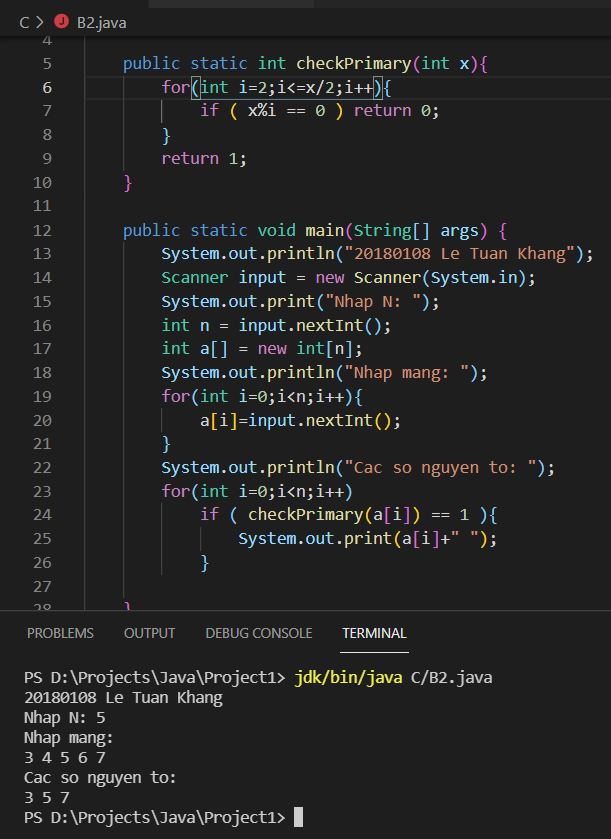 C > B2.java
4
5 public static int checkPrimary(int x){
6 for(int i=2;i<=x/2;i++){
7 if ( x%i == 0 ) return 0;
8 }
9 return 1;
10 }
11
12 public static void main(String[] args) {
13 System.out.println("20180108 Le Tuan Khang");
14 Scanner input = new Scanner(System.in);
15 System.out.print("Nhap N: ");
16 int n = input.nextInt();
17 int a[] = new int[n];
18 System.out.println("Nhap mang: ");
19 for(int i=0;i<n;i++){
20 a[i]=input.nextInt();
21 }
22 System.out.println("Cac so nguyen to: ");
23 for(int i=0;i<n;i++)
24 if ( checkPrimary(a[i]) == 1 ){
25 System.out.print(a[i]+" ");
26 }
27
28 }
PROBLEMS OUTPUT DEBUG CONSOLE TERMINAL
PS D:\Projects\Java\Project1> jdk/bin/java C/B2.java
20180108 Le Tuan Khang
Nhap N: 5
Nhap mang:
3 4 5 6 7
Cac so nguyen to:
3 5 7
PS D:\Projects\Java\Project1>